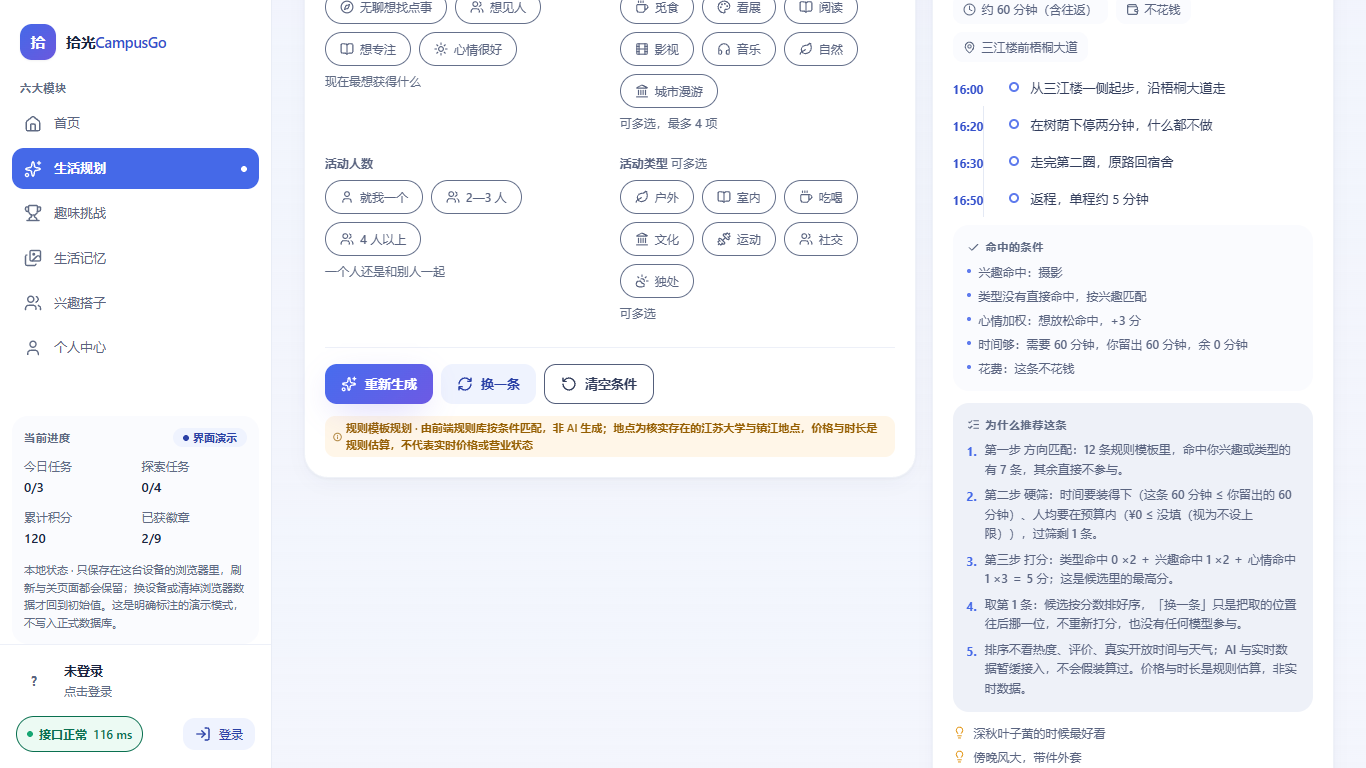 拾 拾光CampusGo
六大模块
首页
生活规划
趣味挑战
生活记忆
兴趣搭子
个人中心
当前进度 界面演示
今日任务 探索任务
0/3 0/4
累计积分 已获徽章
120 2/9
本地状态 · 只保存在这台设备的浏览器里，刷
新与关页面都会保留；换设备或清掉浏览器数
据才回到初始值。这是明确标注的演示模式，
不写入正式数据库。
? 未登录
点击登录
接口正常 116 ms 登录
无聊想找点事 想见人
想专注 心情很好
现在最想获得什么
觅食 看展 阅读
影视 音乐 自然
城市漫游
可多选，最多 4 项
活动人数
就我一个 2—3 人
4 人以上
一个人还是和别人一起
活动类型 可多选
户外 室内 吃喝
文化 运动 社交
独处
可多选
重新生成 换一条 清空条件
规则模板规划 · 由前端规则库按条件匹配，非 AI 生成；地点为核实存在的江苏大学与镇江地点，价格与时长是
规则估算，不代表实时价格或营业状态
约 60 分钟（含往返） 不花钱
三江楼前梧桐大道
16:00 从三江楼一侧起步，沿梧桐大道走
16:20 在树荫下停两分钟，什么都不做
16:30 走完第二圈，原路回宿舍
16:50 返程，单程约 5 分钟
命中的条件
兴趣命中：摄影
类型没有直接命中，按兴趣匹配
心情加权：想放松命中，+3 分
时间够：需要 60 分钟，你留出 60 分钟，余 0 分钟
花费：这条不花钱
为什么推荐这条
1. 第一步 方向匹配：12 条规则模板里，命中你兴趣或类型的
有 7 条，其余直接不参与。
2. 第二步 硬筛：时间要装得下（这条 60 分钟 ≤ 你留出的 60
分钟）、人均要在预算内（¥0 ≤ 没填（视为不设上
限）），过筛剩 1 条。
3. 第三步 打分：类型命中 0 ×2 ＋ 兴趣命中 1 ×2 ＋ 心情命中
1 ×3 ＝ 5 分；这是候选里的最高分。
4. 取第 1 条：候选按分数排好序，「换一条」只是把取的位置
往后挪一位，不重新打分，也没有任何模型参与。
5. 排序不看热度、评价、真实开放时间与天气；AI 与实时数
据暂缓接入，不会假装算过。价格与时长是规则估算，非实
时数据。
深秋叶子黄的时候最好看
傍晚风大，带件外套